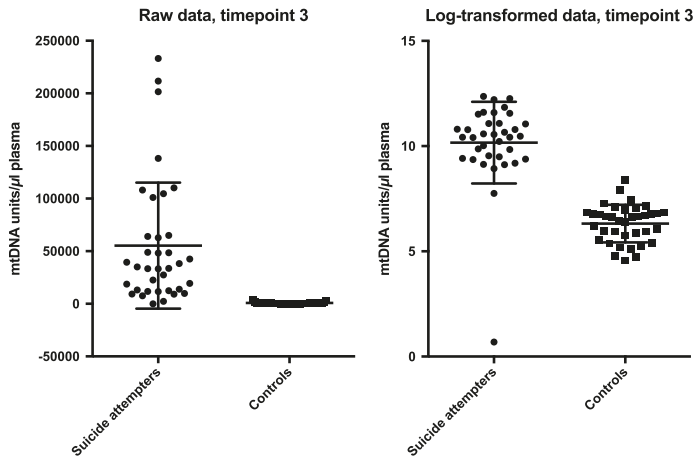 Raw data, timepoint 3
Log-transformed data, timepoint 3
250000
200000
150000
100000
50000
0
-50000
mtDNA units/µl plasma
Suicide attempters
Controls
15
10
5
0
mtDNA units/µl plasma
Suicide attempters
Controls